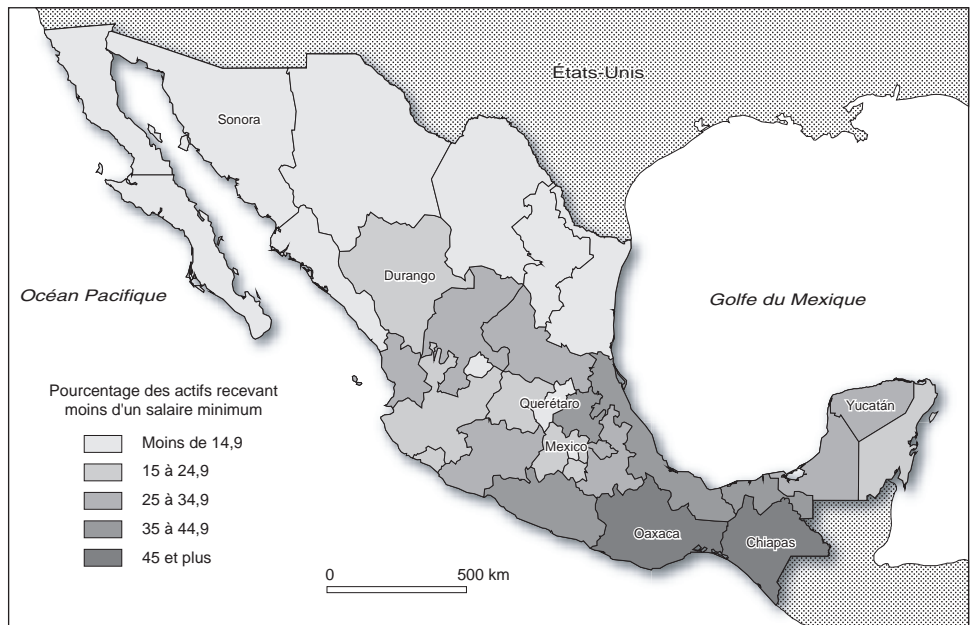 États-Unis
Sonora
Durango
Océan Pacifique
Golfe du Mexique
Pourcentage des actifs recevant
moins d'un salaire minimum
Moins de 14,9
15 à 24,9
25 à 34,9
35 à 44,9
45 et plus
Querétaro
Mexico
Yucatán
Oaxaca
Chiapas
0 500 km